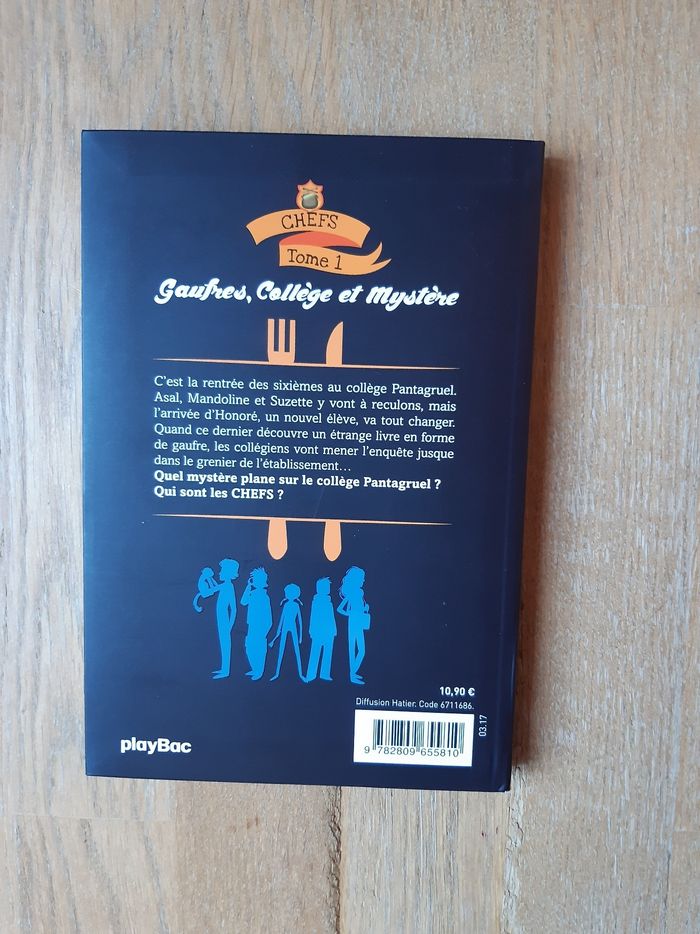 CHEFS
Tome 1
Gaufres, Collège et Mystère
C'est la rentrée des sixièmes au collège Pantagruel.
Asal, Mandoline et Suzette y vont à reculons, mais
l'arrivée d'Honoré, un nouvel élève, va tout changer.
Quand ce dernier découvre un étrange livre en forme
de gaufre, les collégiens vont mener l'enquête jusque
dans le grenier de l'établissement…
Quel mystère plane sur le collège Pantagruel ?
Qui sont les CHEFS ?
10,90 €
Diffusion Hatier. Code 6711686.
03.17
9 782809 655810
playBac